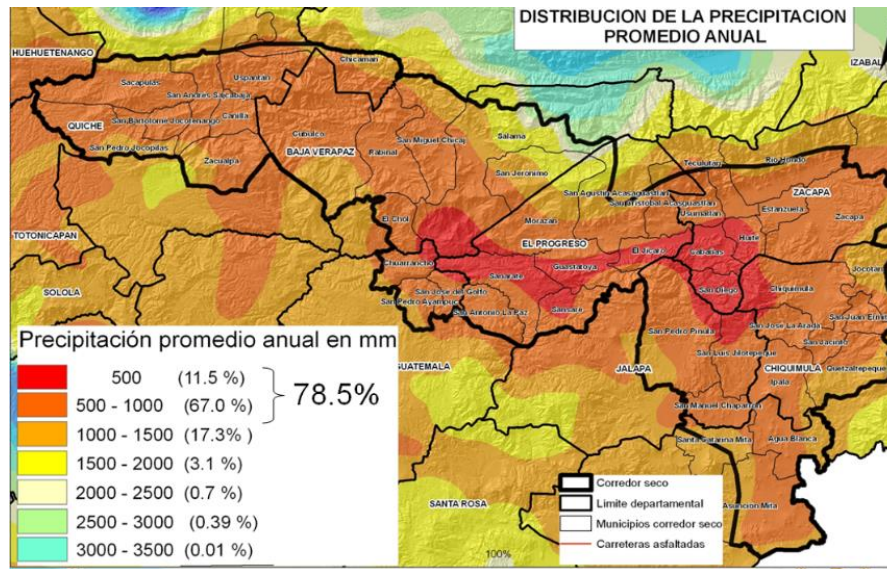 DISTRIBUCION DE LA PRECIPITACION
PROMEDIO ANUAL
HUEHUETENANGO
IZABAL
Chicaman
Sacapulas
Uspantan
San Andres Sajcabaja
QUICHE
San Bartolome Jocotenango
Canilla
San Pedro Jocopilas
Zacualpa
Cubulco
BAJA VERAPAZ
Rabinal
San Miguel Chicaj
Salama
San Jeronimo
Teculutan
Rio Hondo
San Agustin Acasaguastlan
San Cristobal Acasaguastlan
ZACAPA
Usumatlan
Estanzuela
Zacapa
El Chol
Morazan
TOTONICAPAN
EL PROGRESO
Huite
El Jicaro
Cabañas
Chuarrancho
Sanarate
Guastatoya
Jocotan
SOLOLA
San Jose del Golfo
San Diego
Chiquimula
San Pedro Ayampuc
San Antonio La Paz
Sansare
San Jose La Arada
San Juan Ermita
San Pedro Pinula
San Jacinto
San Luis Jilotepeque
GUATEMALA
JALAPA
CHIQUIMULA
Quetzaltepeque
Ipala
San Manuel Chaparron
Santa Catarina Mita
Agua Blanca
SANTA ROSA
Asuncion Mita
Precipitación promedio anual en mm
500 (11.5 %)
500 - 1000 (67.0 %)
78.5%
1000 - 1500 (17.3% )
1500 - 2000 (3.1 %)
2000 - 2500 (0.7 %)
2500 - 3000 (0.39 %)
3000 - 3500 (0.01 %)
100%
Corredor seco
Limite departamental
Municipios corredor seco
Carreteras asfaltadas